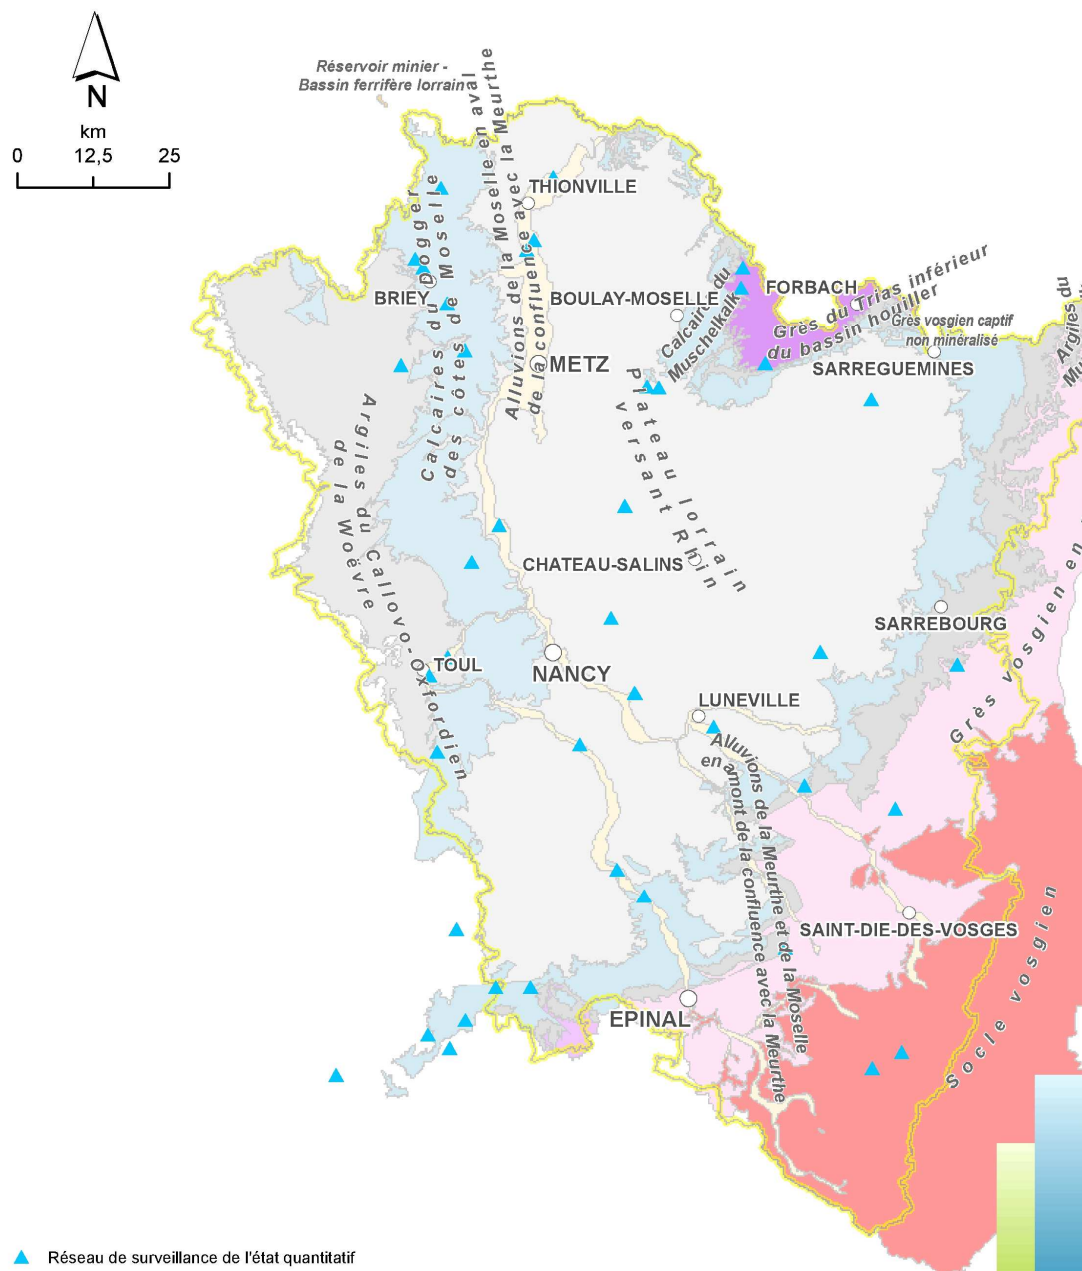 N
km
0 12,5 25
Réservoir minier -
Bassin ferrifère lorrain
Alluvions de la Moselle en aval
de la confluence avec la Meurthe
THIONVILLE
Calcaires du Dogger
des côtes de Moselle
BRIEY
BOULAY-MOSELLE
Calcaires du
Muschelkalk
FORBACH
Grès du Trias inférieur
du bassin houiller
Grès vosgien captif
non minéralisé
Argiles du
METZ
SARREGUEMINES
Plateau lorrain
versant Rhin
Argiles du Callovo-Oxfordien
de la Woëvre
CHATEAU-SALINS
SARREBOURG
Grès vosgien en
TOUL
NANCY
LUNEVILLE
Alluvions de la Meurthe et de la Moselle
en amont de la confluence avec la Meurthe
SAINT-DIE-DES-VOSGES
EPINAL
Socle vosgien
Réseau de surveillance de l'état quantitatif